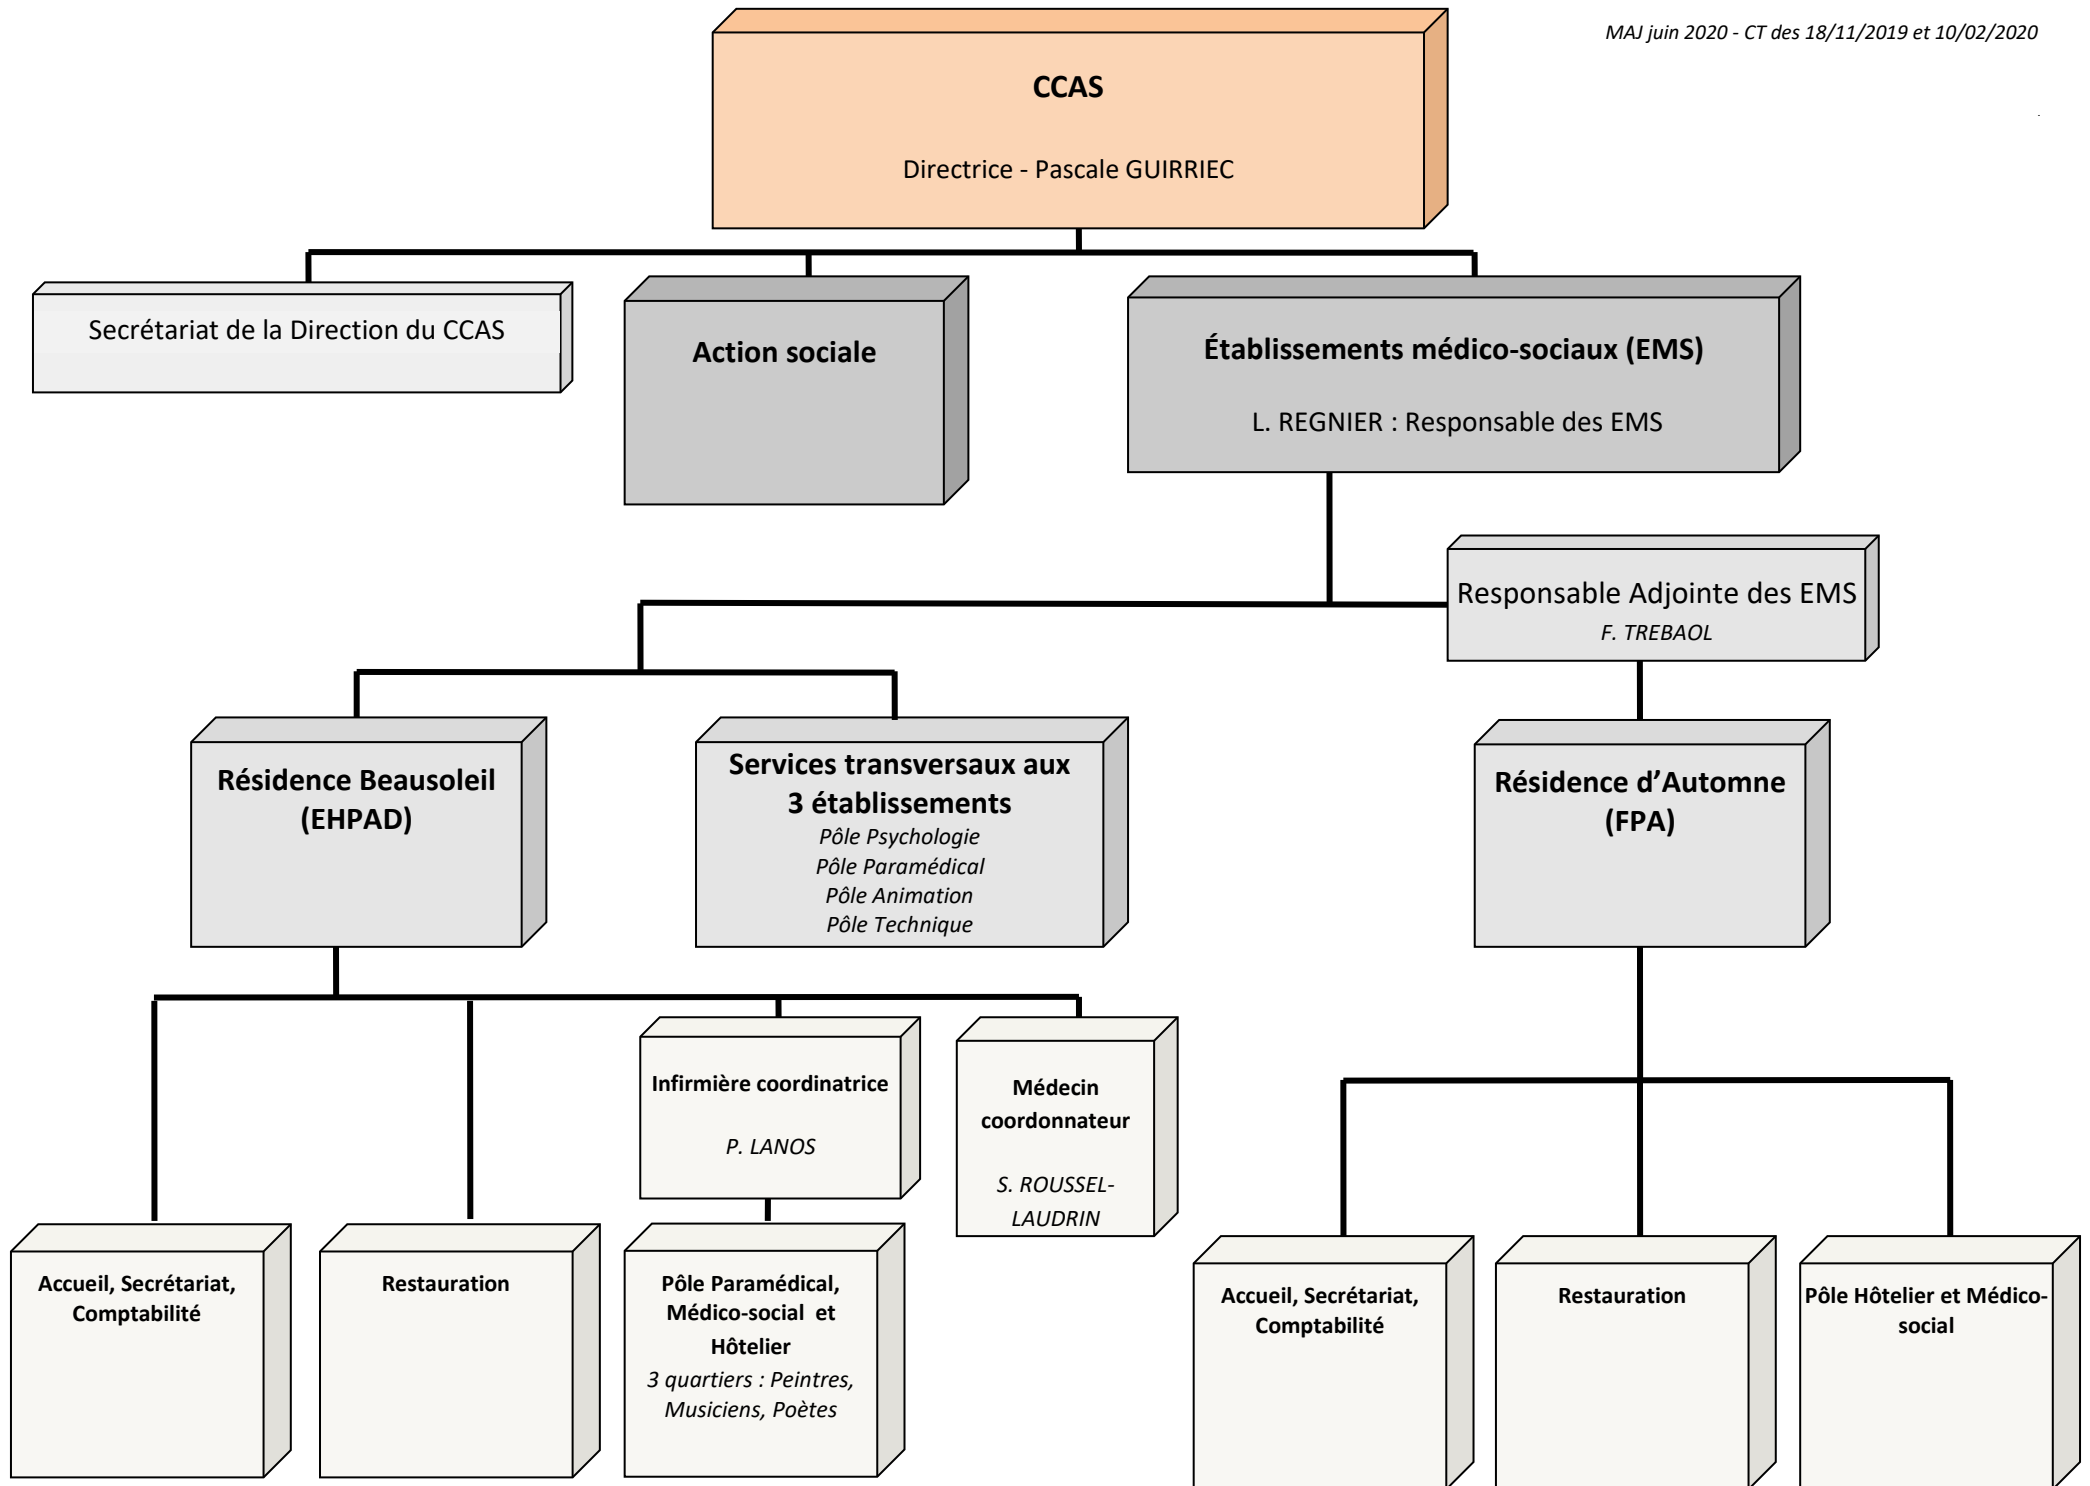 MAJ juin 2020 - CT des 18/11/2019 et 10/02/2020
CCAS
Directrice - Pascale GUIRRIEC
Secrétariat de la Direction du CCAS
Action sociale
Établissements médico-sociaux (EMS)
L. REGNIER : Responsable des EMS
Responsable Adjointe des EMS
F. TREBAOL
Résidence Beausoleil
(EHPAD)
Services transversaux aux
3 établissements
Pôle Psychologie
Pôle Paramédical
Pôle Animation
Pôle Technique
Résidence d’Automne
(FPA)
Infirmière coordinatrice
P. LANOS
Médecin
coordonnateur
S. ROUSSEL-
LAUDRIN
Accueil, Secrétariat,
Comptabilité
Restauration
Pôle Paramédical,
Médico-social et
Hôtelier
3 quartiers : Peintres,
Musiciens, Poètes
Accueil, Secrétariat,
Comptabilité
Restauration
Pôle Hôtelier et Médico-
social